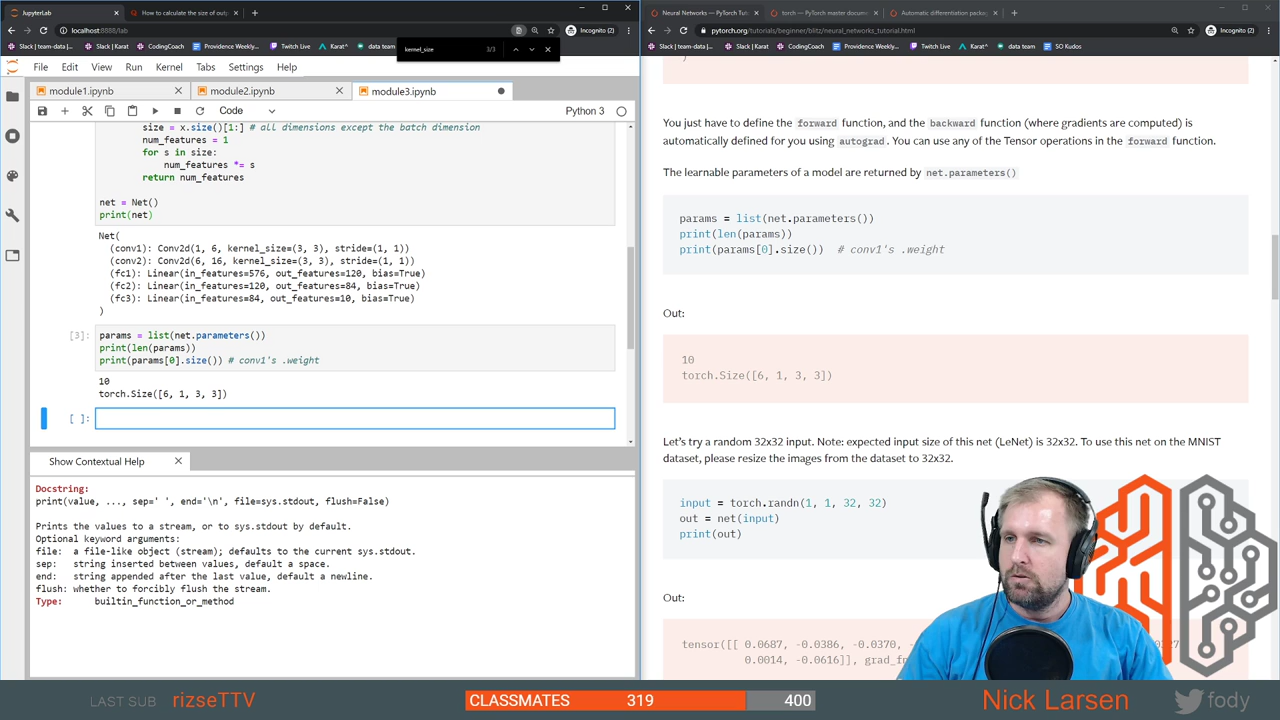 JupyterLab
How to calculate the size of outp
localhost:8888/lab
Incognito (2)
Slack | team-data
Slack | Karat^
CodingCoach
Providence Weekly...
Twitch Live
Karat^
data team
kernel_size
3/3
File Edit View Run Kernel Tabs Settings Help
module1.ipynb
module2.ipynb
module3.ipynb
Code
Python 3
size = x.size()[1:] # all dimensions except the batch dimension
num_features = 1
for s in size:
num_features *= s
return num_features
net = Net()
print(net)
Net(
(conv1): Conv2d(1, 6, kernel_size=(3, 3), stride=(1, 1))
(conv2): Conv2d(6, 16, kernel_size=(3, 3), stride=(1, 1))
(fc1): Linear(in_features=576, out_features=120, bias=True)
(fc2): Linear(in_features=120, out_features=84, bias=True)
(fc3): Linear(in_features=84, out_features=10, bias=True)
)
[3]:
params = list(net.parameters())
print(len(params))
print(params[0].size()) # conv1's .weight
10
torch.Size([6, 1, 3, 3])
[ ]:
Show Contextual Help
Docstring:
print(value, ..., sep=' ', end='\n', file=sys.stdout, flush=False)
Prints the values to a stream, or to sys.stdout by default.
Optional keyword arguments:
file: a file-like object (stream); defaults to the current sys.stdout.
sep: string inserted between values, default a space.
end: string appended after the last value, default a newline.
flush: whether to forcibly flush the stream.
Type: builtin_function_or_method
Neural Networks — PyTorch Tut
torch — PyTorch master docum
Automatic differentiation packag
pytorch.org/tutorials/beginner/blitz/neural_networks_tutorial.html
Incognito (2)
Slack | team-data
Slack | Karat^
CodingCoach
Providence Weekly...
Twitch Live
Karat^
data team
SO Kudos
You just have to define the forward function, and the backward function (where gradients are computed) is
automatically defined for you using autograd. You can use any of the Tensor operations in the forward function.
The learnable parameters of a model are returned by net.parameters()
params = list(net.parameters())
print(len(params))
print(params[0].size()) # conv1's .weight
Out:
10
torch.Size([6, 1, 3, 3])
Let's try a random 32x32 input. Note: expected input size of this net (LeNet) is 32x32. To use this net on the MNIST
dataset, please resize the images from the dataset to 32x32.
input = torch.randn(1, 1, 32, 32)
out = net(input)
print(out)
Out:
tensor([[ 0.0687, -0.0386, -0.0370,
0.0014, -0.0616]], grad_fn
LAST SUB rizseTTV
CLASSMATES 319 400
Nick Larsen
fody